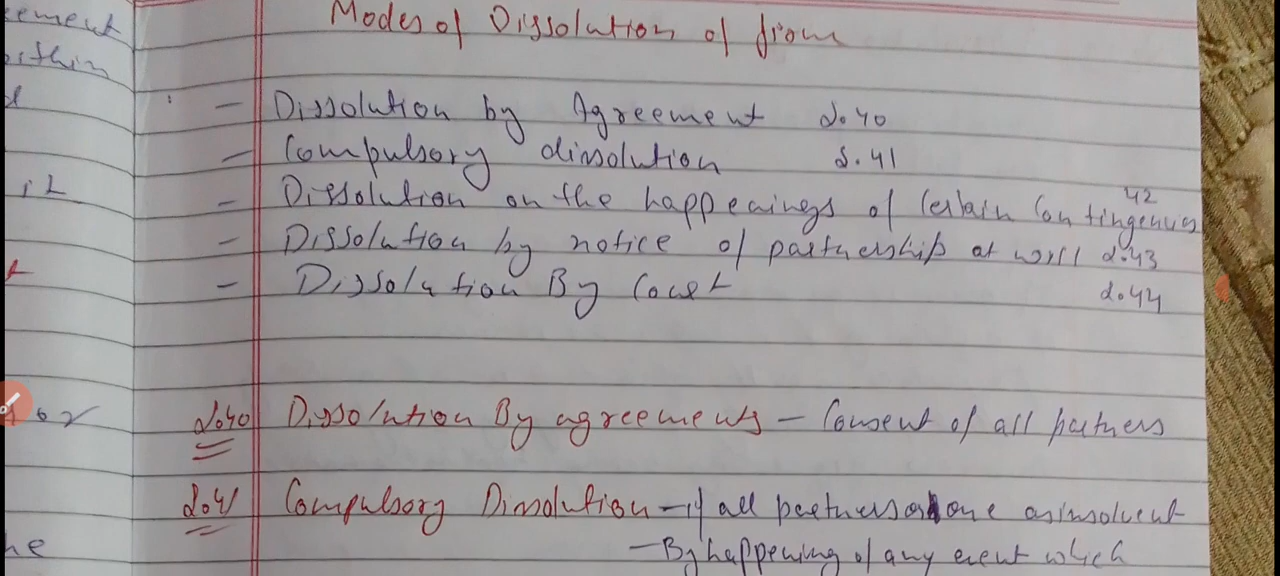 Modes of Dissolution of firom
- Dissolution by Agreement S.40
- Compulsory dissolution S.41
- Dissolution on the happenings of Certain Contingencies 42
- Dissolution by notice of partnership at will S.43
- Dissolution By Court S.44
S.40 Dissolution By agreements - Consent of all partners
S.41 Compulsory Dissolution - if all partners or one as insolvent
- By happening of any event which